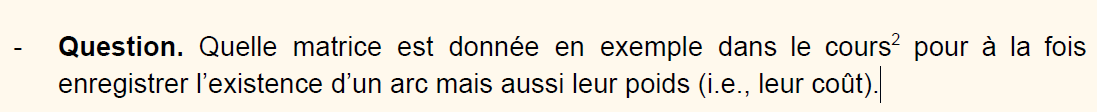 - Question. Quelle matrice est donnée en exemple dans le cours² pour à la fois
enregistrer l’existence d’un arc mais aussi leur poids (i.e., leur coût).